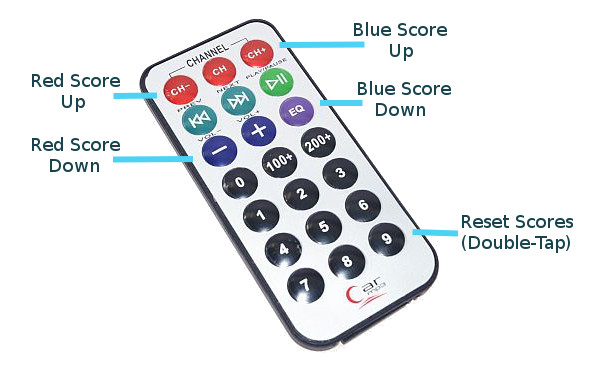 Blue Score
Up
CHANNEL
Red Score
Up
CH-
CH
CH+
PREV
NEXT
PLAY/PAUSE
Blue Score
Down
VOL-
VOL+
EQ
Red Score
Down
-
+
0
100+
200+
1
2
3
4
5
6
7
8
9
Reset Scores
(Double-Tap)
Car
mp3